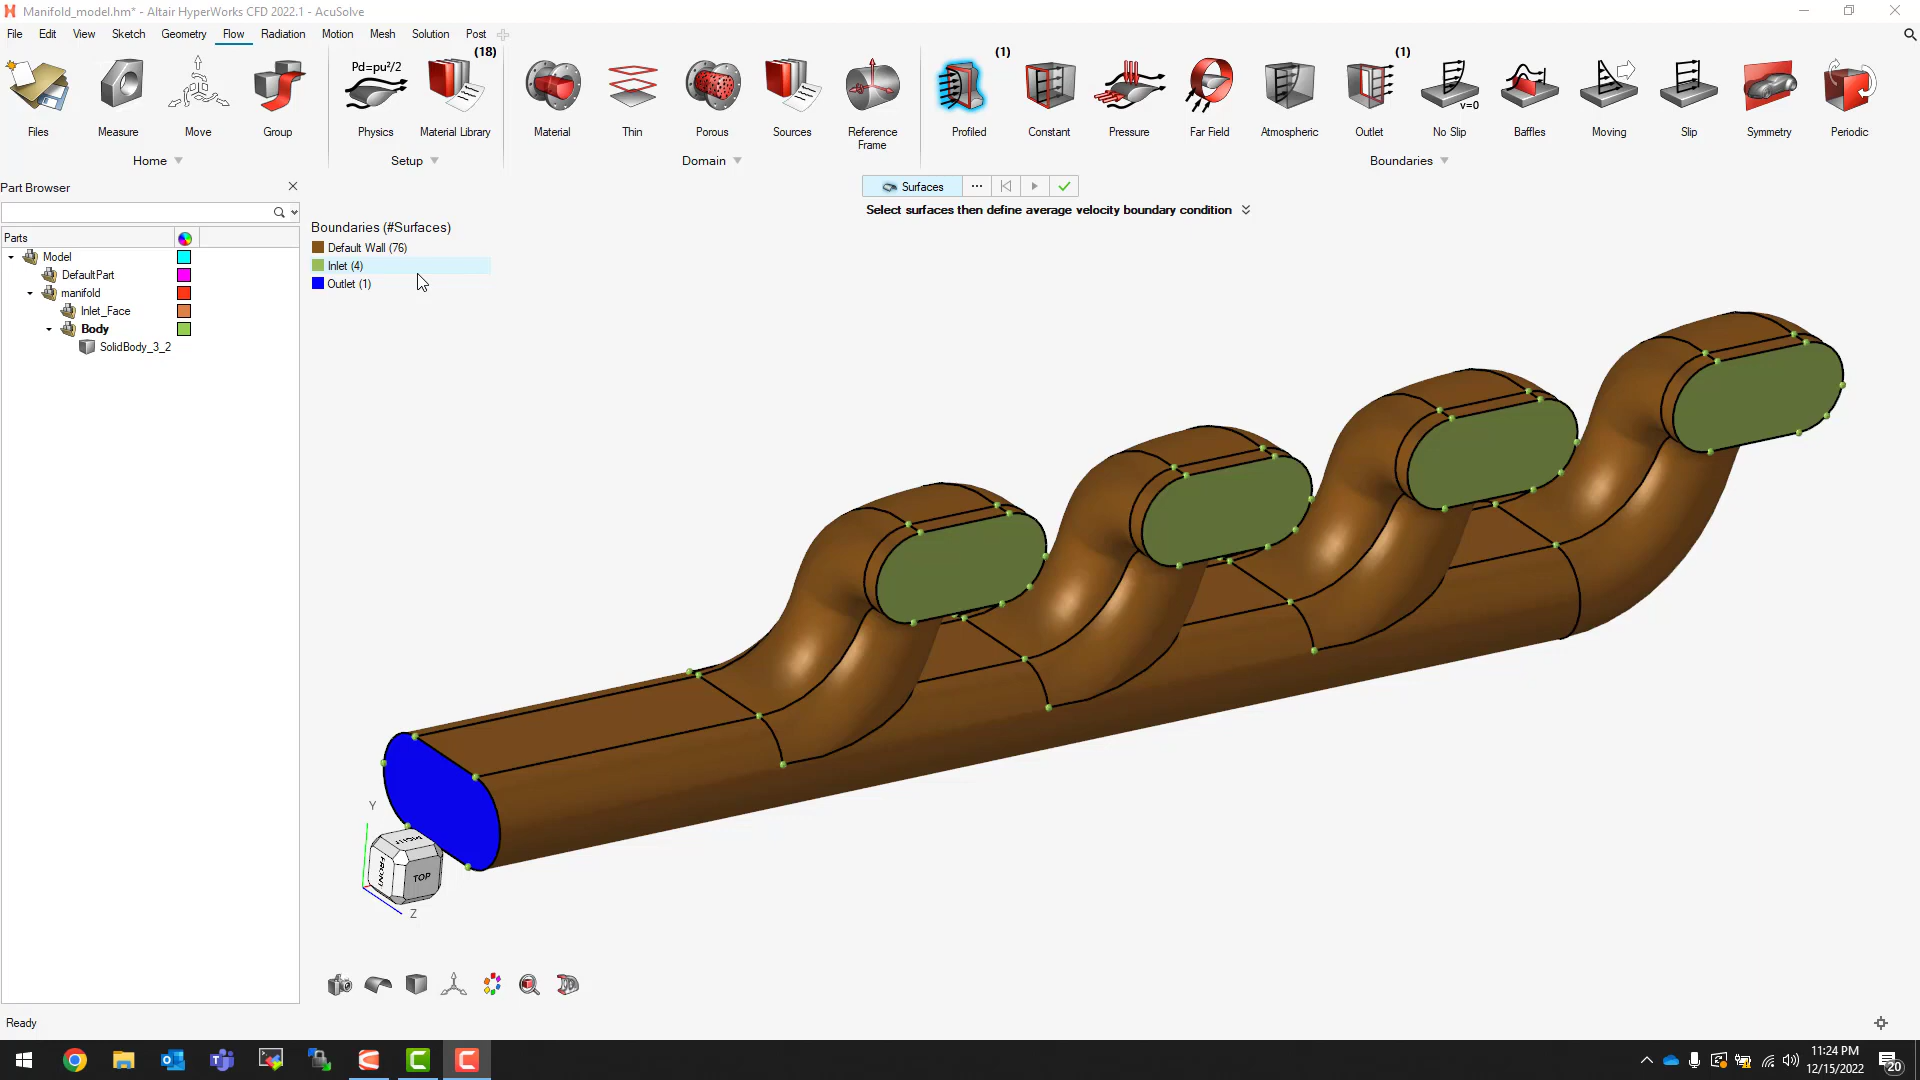 Manifold_model.hm* - Altair HyperWorks CFD 2022.1 - AcuSolve
File Edit View Sketch Geometry Flow Radiation Motion Mesh Solution Post
(18) (1) (1)
Pd=pu²/2
v=0
Files Measure Move Group Physics Material Library Material Thin Porous Sources Reference Frame Profiled Constant Pressure Far Field Atmospheric Outlet No Slip Baffles Moving Slip Symmetry Periodic
Home Setup Domain Boundaries
Part Browser
Surfaces ...
Select surfaces then define average velocity boundary condition
Parts
Model
DefaultPart
manifold
Inlet_Face
Body
SolidBody_3_2
Boundaries (#Surfaces)
Default Wall (76)
Inlet (4)
Outlet (1)
Y
RIGHT
FRONT
TOP
Z
Ready
11:24 PM
12/15/2022
20